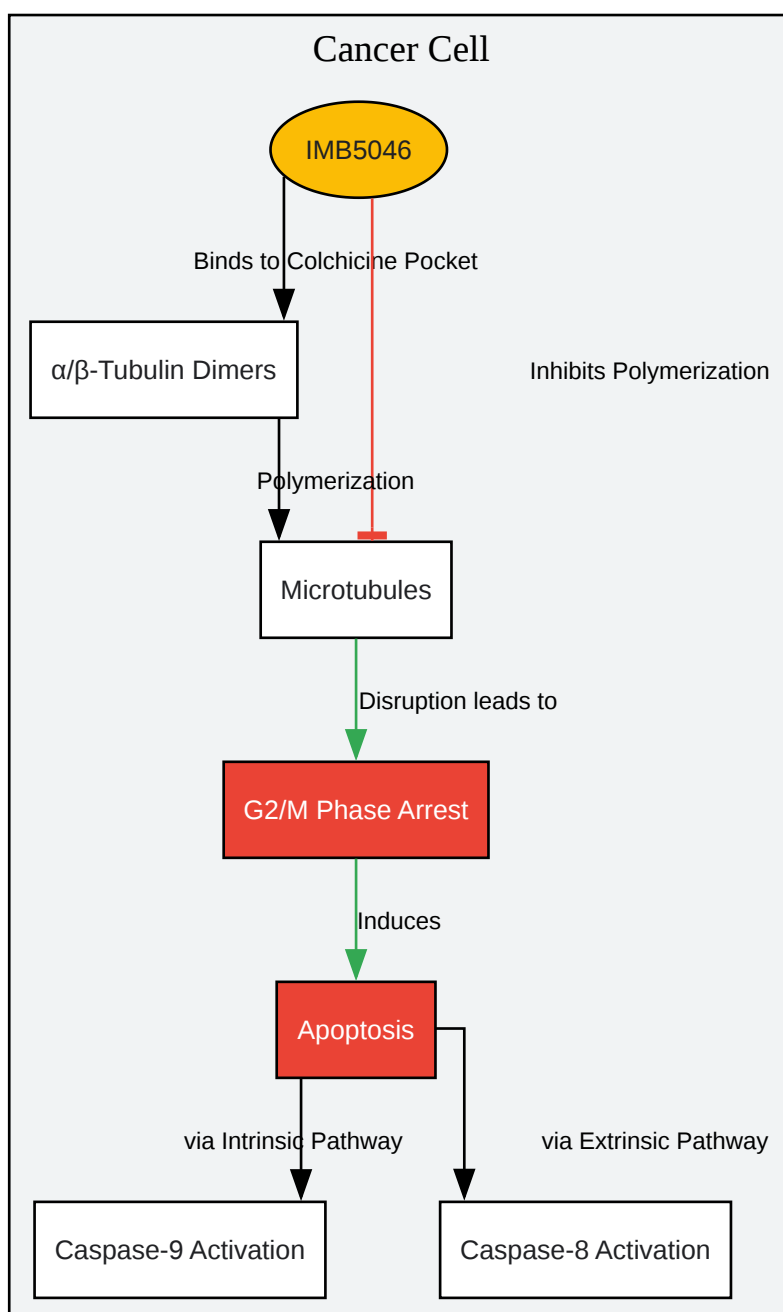 Cancer Cell
IMB5046
Binds to Colchicine Pocket
α/β-Tubulin Dimers
Inhibits Polymerization
Polymerization
Microtubules
Disruption leads to
G2/M Phase Arrest
Induces
Apoptosis
via Intrinsic Pathway
via Extrinsic Pathway
Caspase-9 Activation
Caspase-8 Activation